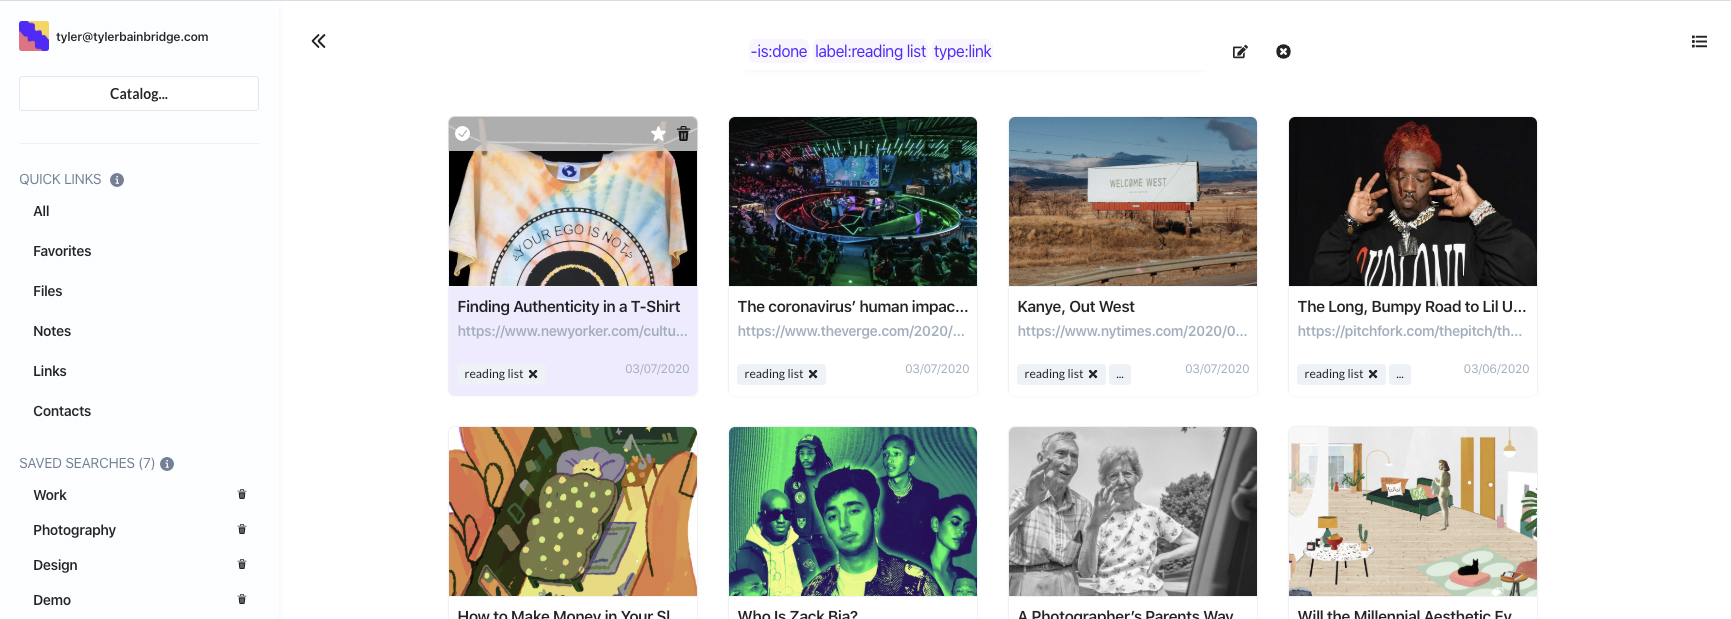 tyler@tylerbainbridge.com
Catalog...
QUICK LINKS
All
Favorites
Files
Notes
Links
Contacts
SAVED SEARCHES (7)
Work
Photography
Design
Demo
-is:done label:reading list type:link
YOUR EGO IS NOT
Finding Authenticity in a T-Shirt
https://www.newyorker.com/cultu...
reading list
03/07/2020
The coronavirus’ human impac...
https://www.theverge.com/2020/...
reading list
03/07/2020
WELCOME WEST
Kanye, Out West
https://www.nytimes.com/2020/0...
reading list ...
03/07/2020
The Long, Bumpy Road to Lil U...
https://pitchfork.com/thepitch/th...
reading list ...
03/06/2020
How to Make Money in Your Sl...
Who Is Zack Bia?
A Photographer’s Parents Wav...
Will the Millennial Aesthetic Ev...